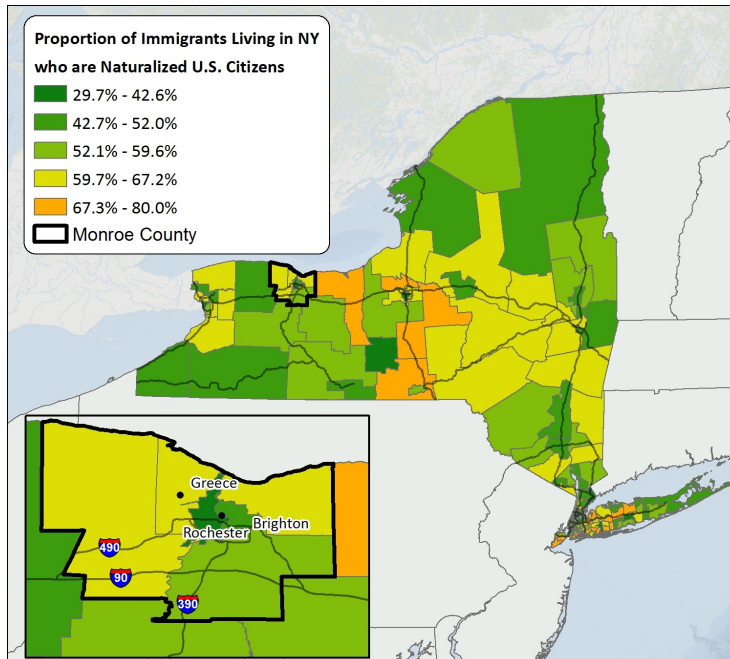 Proportion of Immigrants Living in NY
who are Naturalized U.S. Citizens
29.7% - 42.6%
42.7% - 52.0%
52.1% - 59.6%
59.7% - 67.2%
67.3% - 80.0%
Monroe County
Greece
Brighton
Rochester
490
90
390